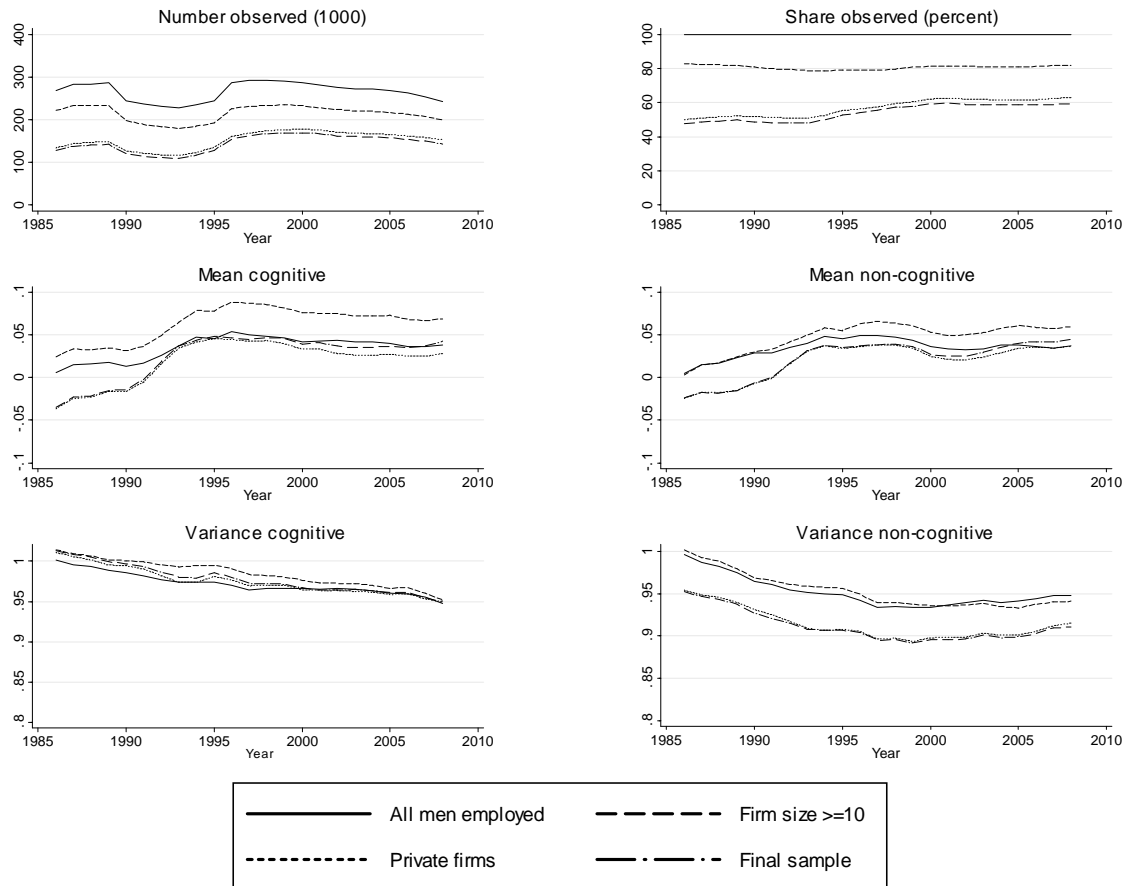 Number observed (1000)
0 100 200 300 400
1985 1990 1995 2000 2005 2010
Year
Share observed (percent)
0 20 40 60 80 100
1985 1990 1995 2000 2005 2010
Year
Mean cognitive
-.1 -.05 0 .05 .1
1985 1990 1995 2000 2005 2010
Year
Mean non-cognitive
-.1 -.05 0 .05 .1
1985 1990 1995 2000 2005 2010
Year
Variance cognitive
.8 .85 .9 .95 1
1985 1990 1995 2000 2005 2010
Year
Variance non-cognitive
.8 .85 .9 .95 1
1985 1990 1995 2000 2005 2010
Year
All men employed
Firm size >=10
Private firms
Final sample